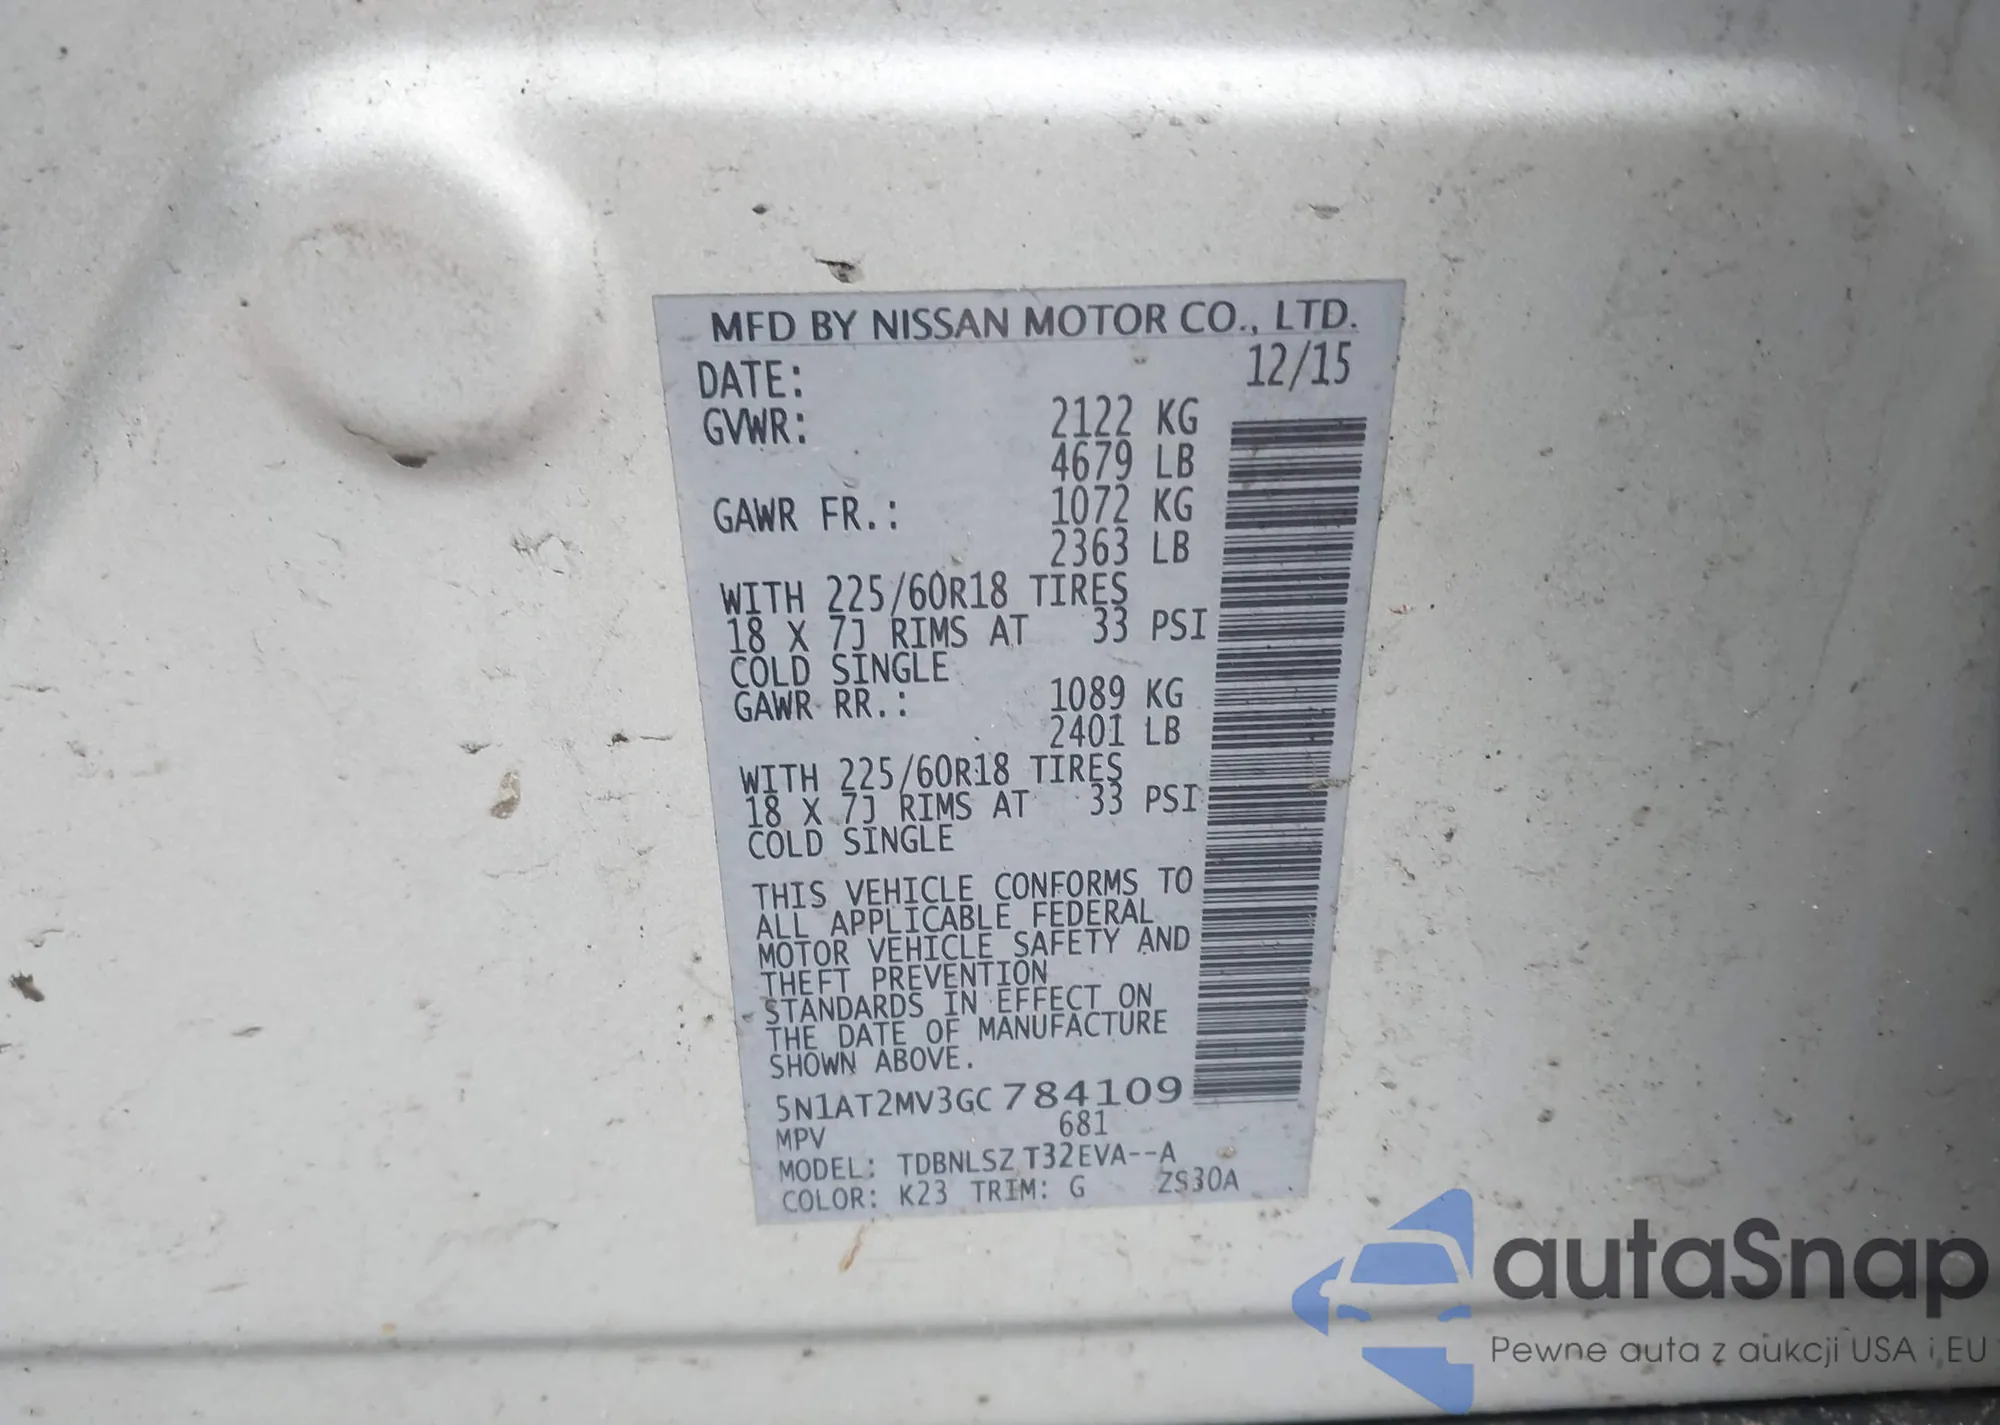 MFD BY NISSAN MOTOR CO., LTD.
DATE: 12/15
GVWR: 2122 KG
4679 LB
GAWR FR.: 1072 KG
2363 LB
WITH 225/60R18 TIRES
18 X 7J RIMS AT 33 PSI
COLD SINGLE
GAWR RR.: 1089 KG
2401 LB
WITH 225/60R18 TIRES
18 X 7J RIMS AT 33 PSI
COLD SINGLE
THIS VEHICLE CONFORMS TO
ALL APPLICABLE FEDERAL
MOTOR VEHICLE SAFETY AND
THEFT PREVENTION
STANDARDS IN EFFECT ON
THE DATE OF MANUFACTURE
SHOWN ABOVE.
5N1AT2MV3GC784109
MPV 681
MODEL: TDBNLSZ T32EVA--A
COLOR: K23 TRIM: G ZS30A
autaSnap
Pewne auta z aukcji USA i EU